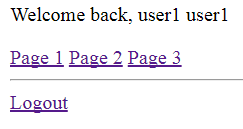 Welcome back, user1 user1
Page 1 Page 2 Page 3
Logout